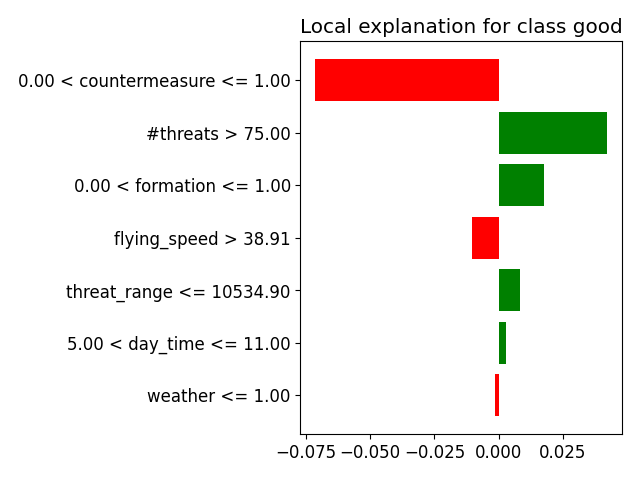 Local explanation for class good
0.00 < countermeasure <= 1.00
#threats > 75.00
0.00 < formation <= 1.00
flying_speed > 38.91
threat_range <= 10534.90
5.00 < day_time <= 11.00
weather <= 1.00
−0.075 −0.050 −0.025 0.000 0.025